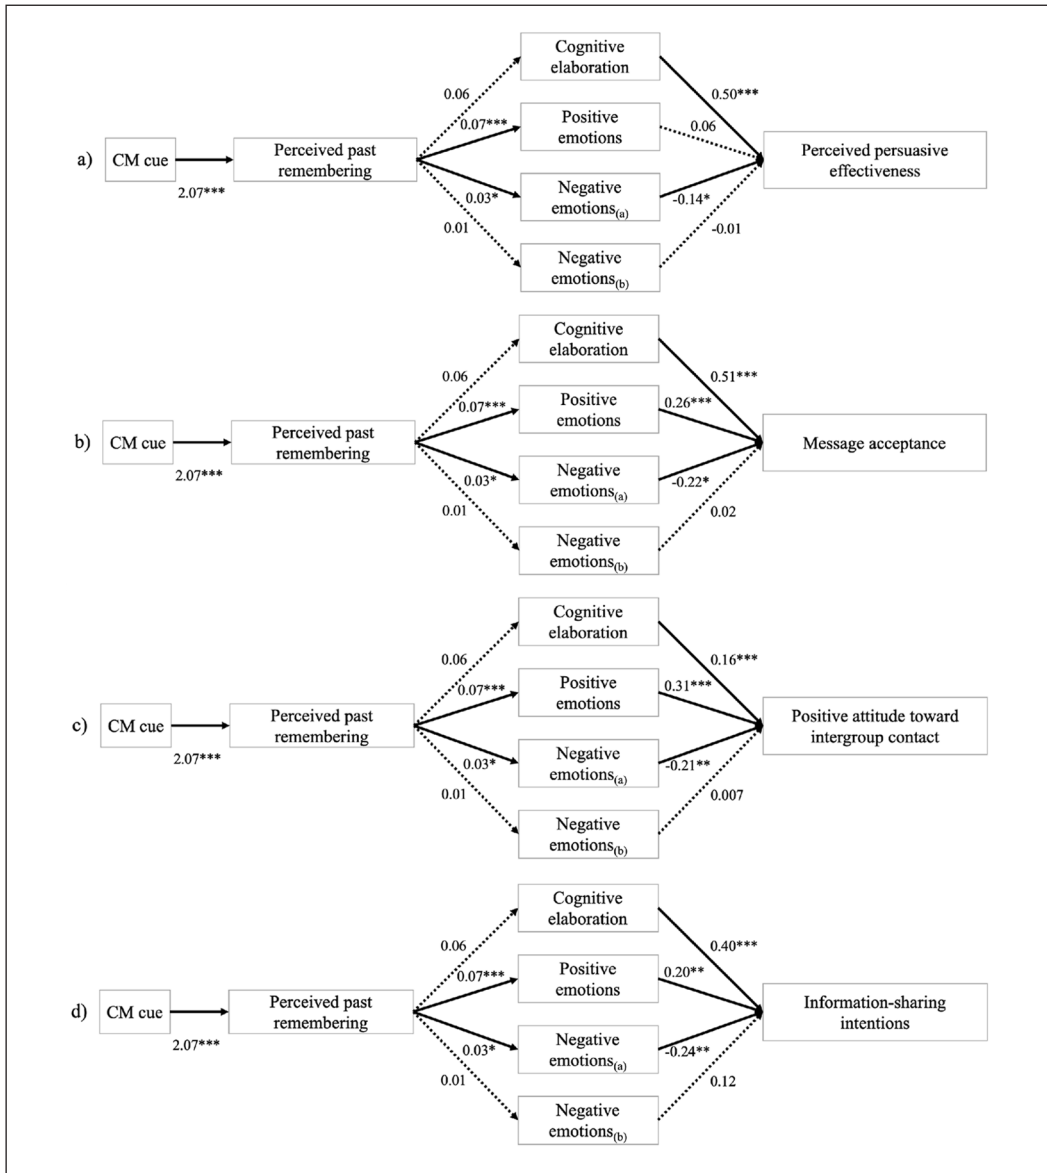 Cognitive
elaboration
0.06
0.50***
0.07***
Positive
emotions
0.06
a)
CM cue
2.07***
Perceived past
remembering
Perceived persuasive
effectiveness
0.03*
Negative
emotions(a)
-0.14*
0.01
-0.01
Negative
emotions(b)
Cognitive
elaboration
0.06
0.51***
0.07***
Positive
emotions
0.26***
b)
CM cue
2.07***
Perceived past
remembering
Message acceptance
0.03*
Negative
emotions(a)
-0.22*
0.01
0.02
Negative
emotions(b)
Cognitive
elaboration
0.06
0.16***
0.07***
Positive
emotions
0.31***
c)
CM cue
2.07***
Perceived past
remembering
Positive attitude toward
intergroup contact
0.03*
Negative
emotions(a)
-0.21**
0.01
0.007
Negative
emotions(b)
Cognitive
elaboration
0.06
0.40***
0.07***
Positive
emotions
0.20**
d)
CM cue
2.07***
Perceived past
remembering
Information-sharing
intentions
0.03*
Negative
emotions(a)
-0.24**
0.01
0.12
Negative
emotions(b)